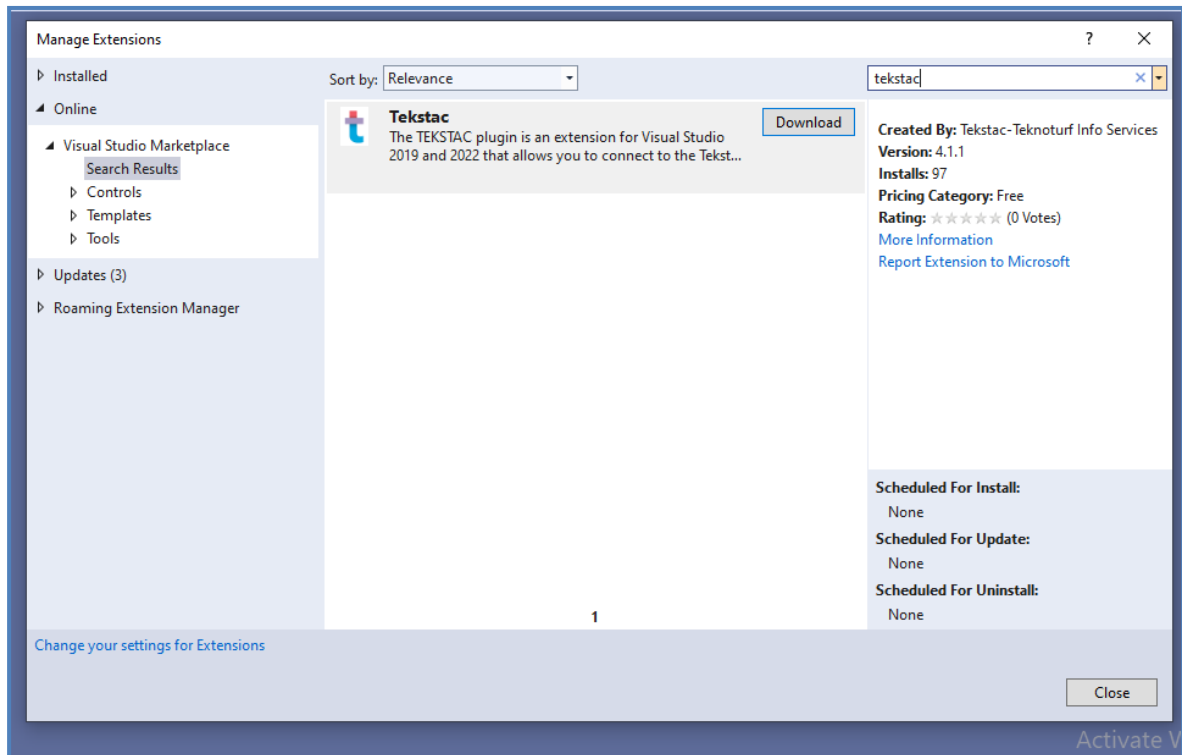 Manage Extensions
?
Installed
Online
Visual Studio Marketplace
Search Results
Controls
Templates
Tools
Updates (3)
Roaming Extension Manager
Sort by: Relevance
Tekstac
The TEKSTAC plugin is an extension for Visual Studio
2019 and 2022 that allows you to connect to the Tekst...
Download
1
tekstac
Created By: Tekstac-Teknoturf Info Services
Version: 4.1.1
Installs: 97
Pricing Category: Free
Rating: (0 Votes)
More Information
Report Extension to Microsoft
Scheduled For Install:
None
Scheduled For Update:
None
Scheduled For Uninstall:
None
Change your settings for Extensions
Close
Activate